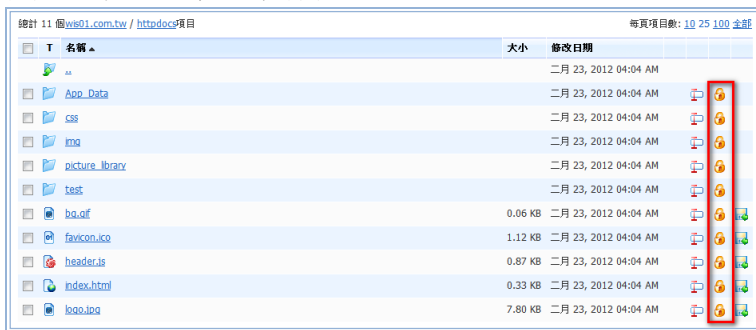 總計 11 個wis01.com.tw / httpdocs項目 每頁項目數: 10 25 100 全部
T 名稱 大小 修改日期
.. 二月 23, 2012 04:04 AM
App_Data 二月 23, 2012 04:04 AM
css 二月 23, 2012 04:04 AM
img 二月 23, 2012 04:04 AM
picture_library 二月 23, 2012 04:04 AM
test 二月 23, 2012 04:04 AM
bg.gif 0.06 KB 二月 23, 2012 04:04 AM
favicon.ico 1.12 KB 二月 23, 2012 04:04 AM
header.js 0.87 KB 二月 23, 2012 04:04 AM
index.html 0.33 KB 二月 23, 2012 04:04 AM
logo.jpg 7.80 KB 二月 23, 2012 04:04 AM